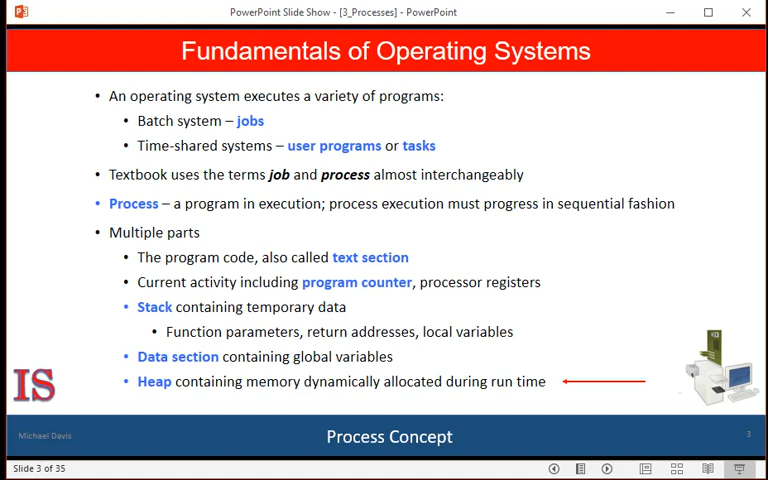 PowerPoint Slide Show - [3_Processes] - PowerPoint
Fundamentals of Operating Systems
• An operating system executes a variety of programs:
• Batch system – jobs
• Time-shared systems – user programs or tasks
• Textbook uses the terms job and process almost interchangeably
• Process – a program in execution; process execution must progress in sequential fashion
• Multiple parts
• The program code, also called text section
• Current activity including program counter, processor registers
• Stack containing temporary data
• Function parameters, return addresses, local variables
• Data section containing global variables
• Heap containing memory dynamically allocated during run time
IS
Michael Davis
Process Concept
3
Slide 3 of 35